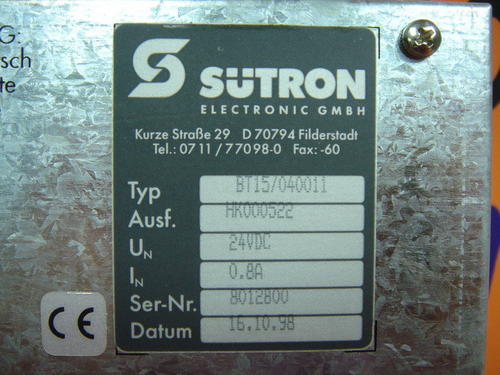 G:
sch
te
SÜTRON
ELECTRONIC GMBH
Kurze Straße 29 D 70794 Filderstadt
Tel.: 0711/77098-0 Fax: -60
Typ BT15/040011
Ausf. HK000522
UN 24VDC
IN 0.8A
Ser-Nr. 8012800
Datum 16.10.98
CE